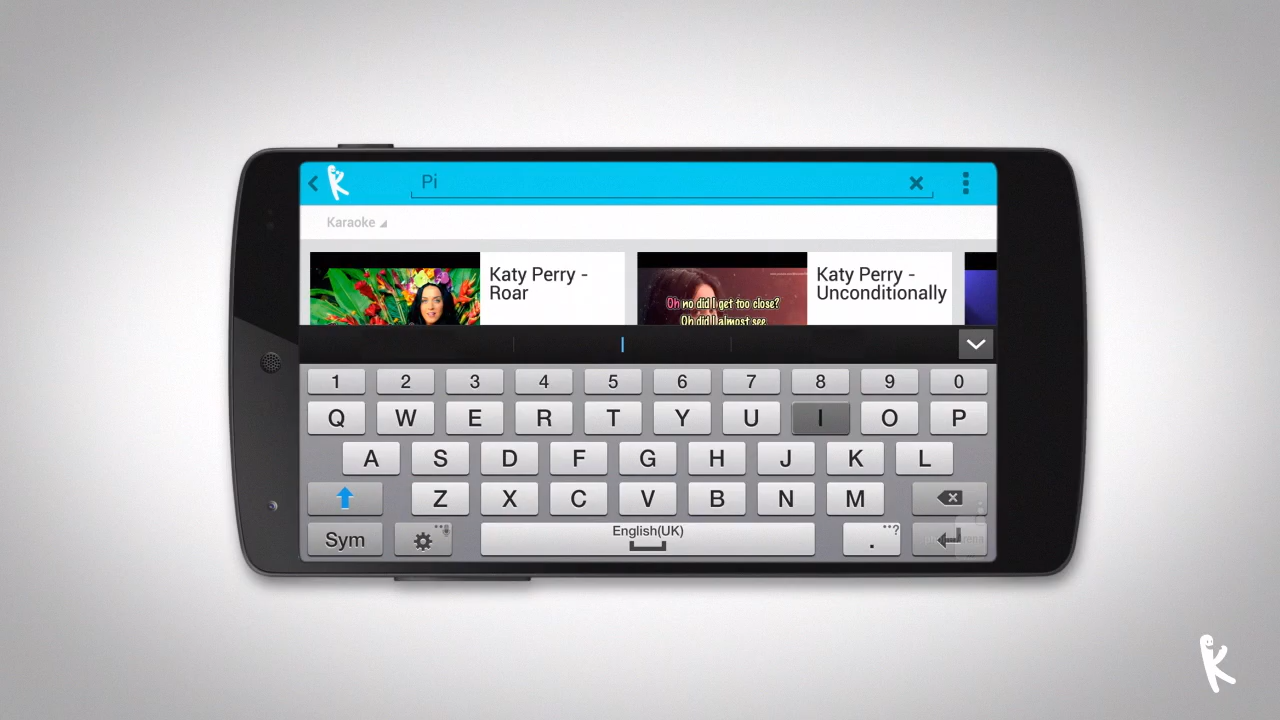 Pi
Karaoke
Katy Perry -
Roar
Oh no did I get too close?
Oh did I almost see
Katy Perry -
Unconditionally
1 2 3 4 5 6 7 8 9 0
Q W E R T Y U I O P
A S D F G H J K L
Z X C V B N M
Sym
English(UK)
. ...?